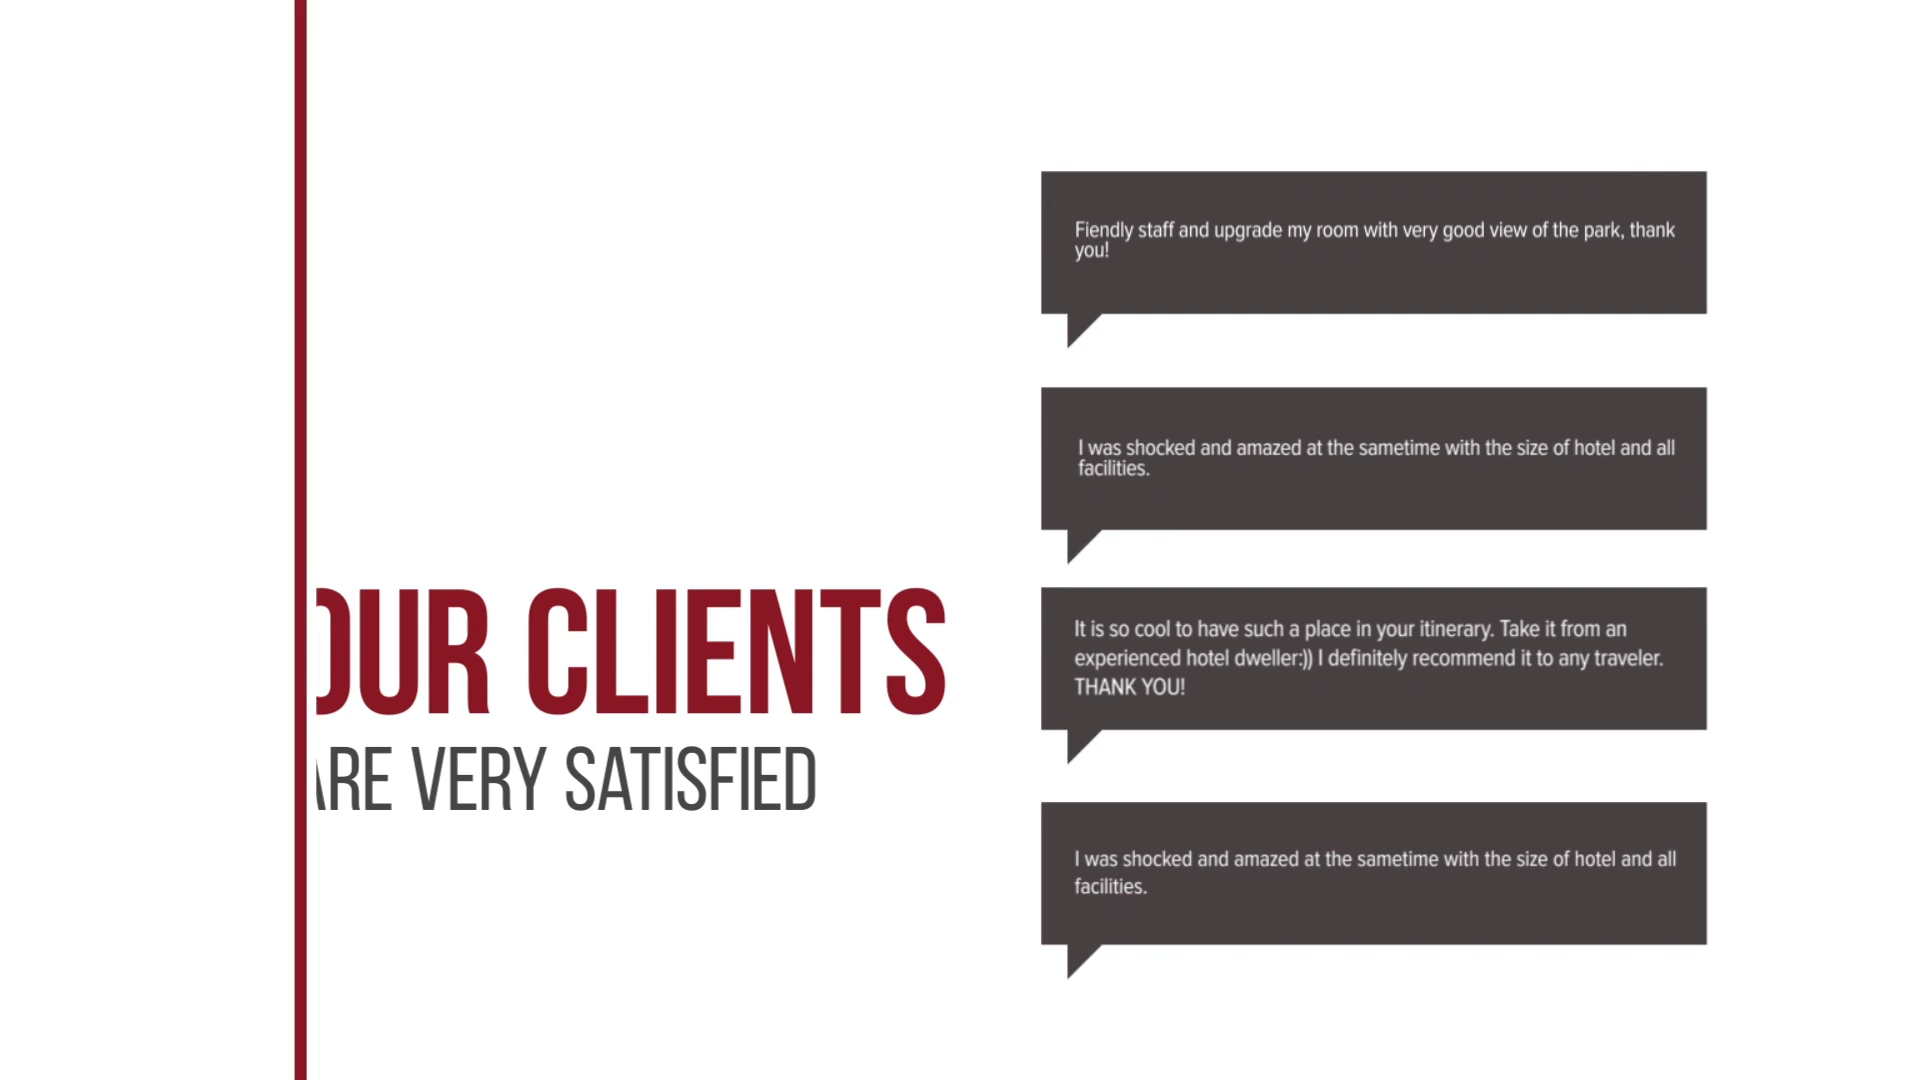 OUR CLIENTS
ARE VERY SATISFIED
Fiendly staff and upgrade my room with very good view of the park, thank
you!
I was shocked and amazed at the sametime with the size of hotel and all
facilities.
It is so cool to have such a place in your itinerary. Take it from an
experienced hotel dweller:)) I definitely recommend it to any traveler.
THANK YOU!
I was shocked and amazed at the sametime with the size of hotel and all
facilities.